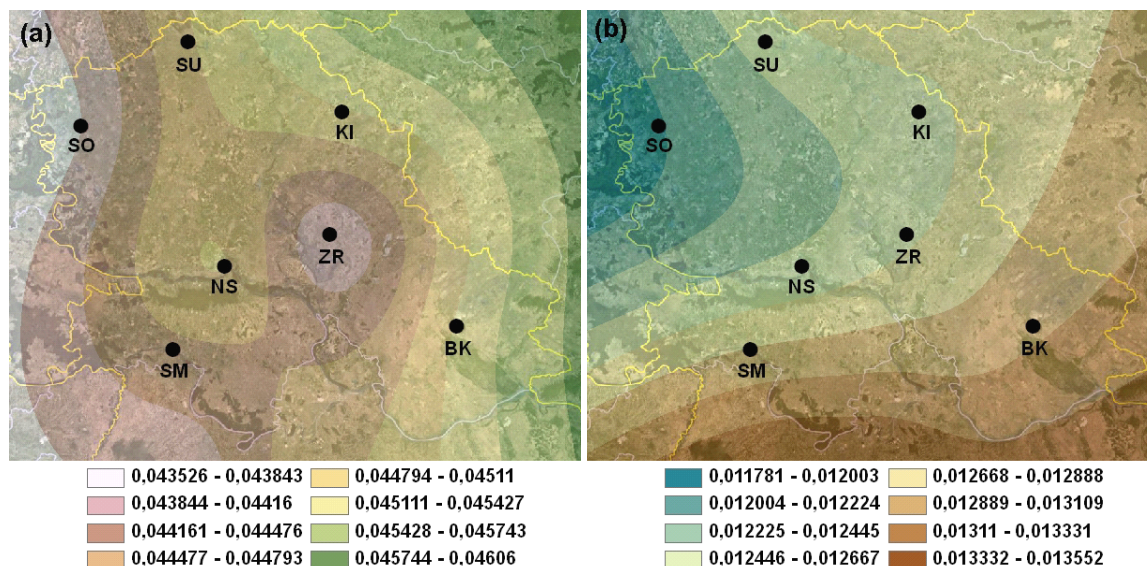 (a)
SU
KI
SO
ZR
NS
BK
SM
(b)
SU
KI
SO
ZR
NS
BK
SM
0,043526 - 0,043843
0,044794 - 0,04511
0,043844 - 0,04416
0,045111 - 0,045427
0,044161 - 0,044476
0,045428 - 0,045743
0,044477 - 0,044793
0,045744 - 0,04606
0,011781 - 0,012003
0,012668 - 0,012888
0,012004 - 0,012224
0,012889 - 0,013109
0,012225 - 0,012445
0,01311 - 0,013331
0,012446 - 0,012667
0,013332 - 0,013552